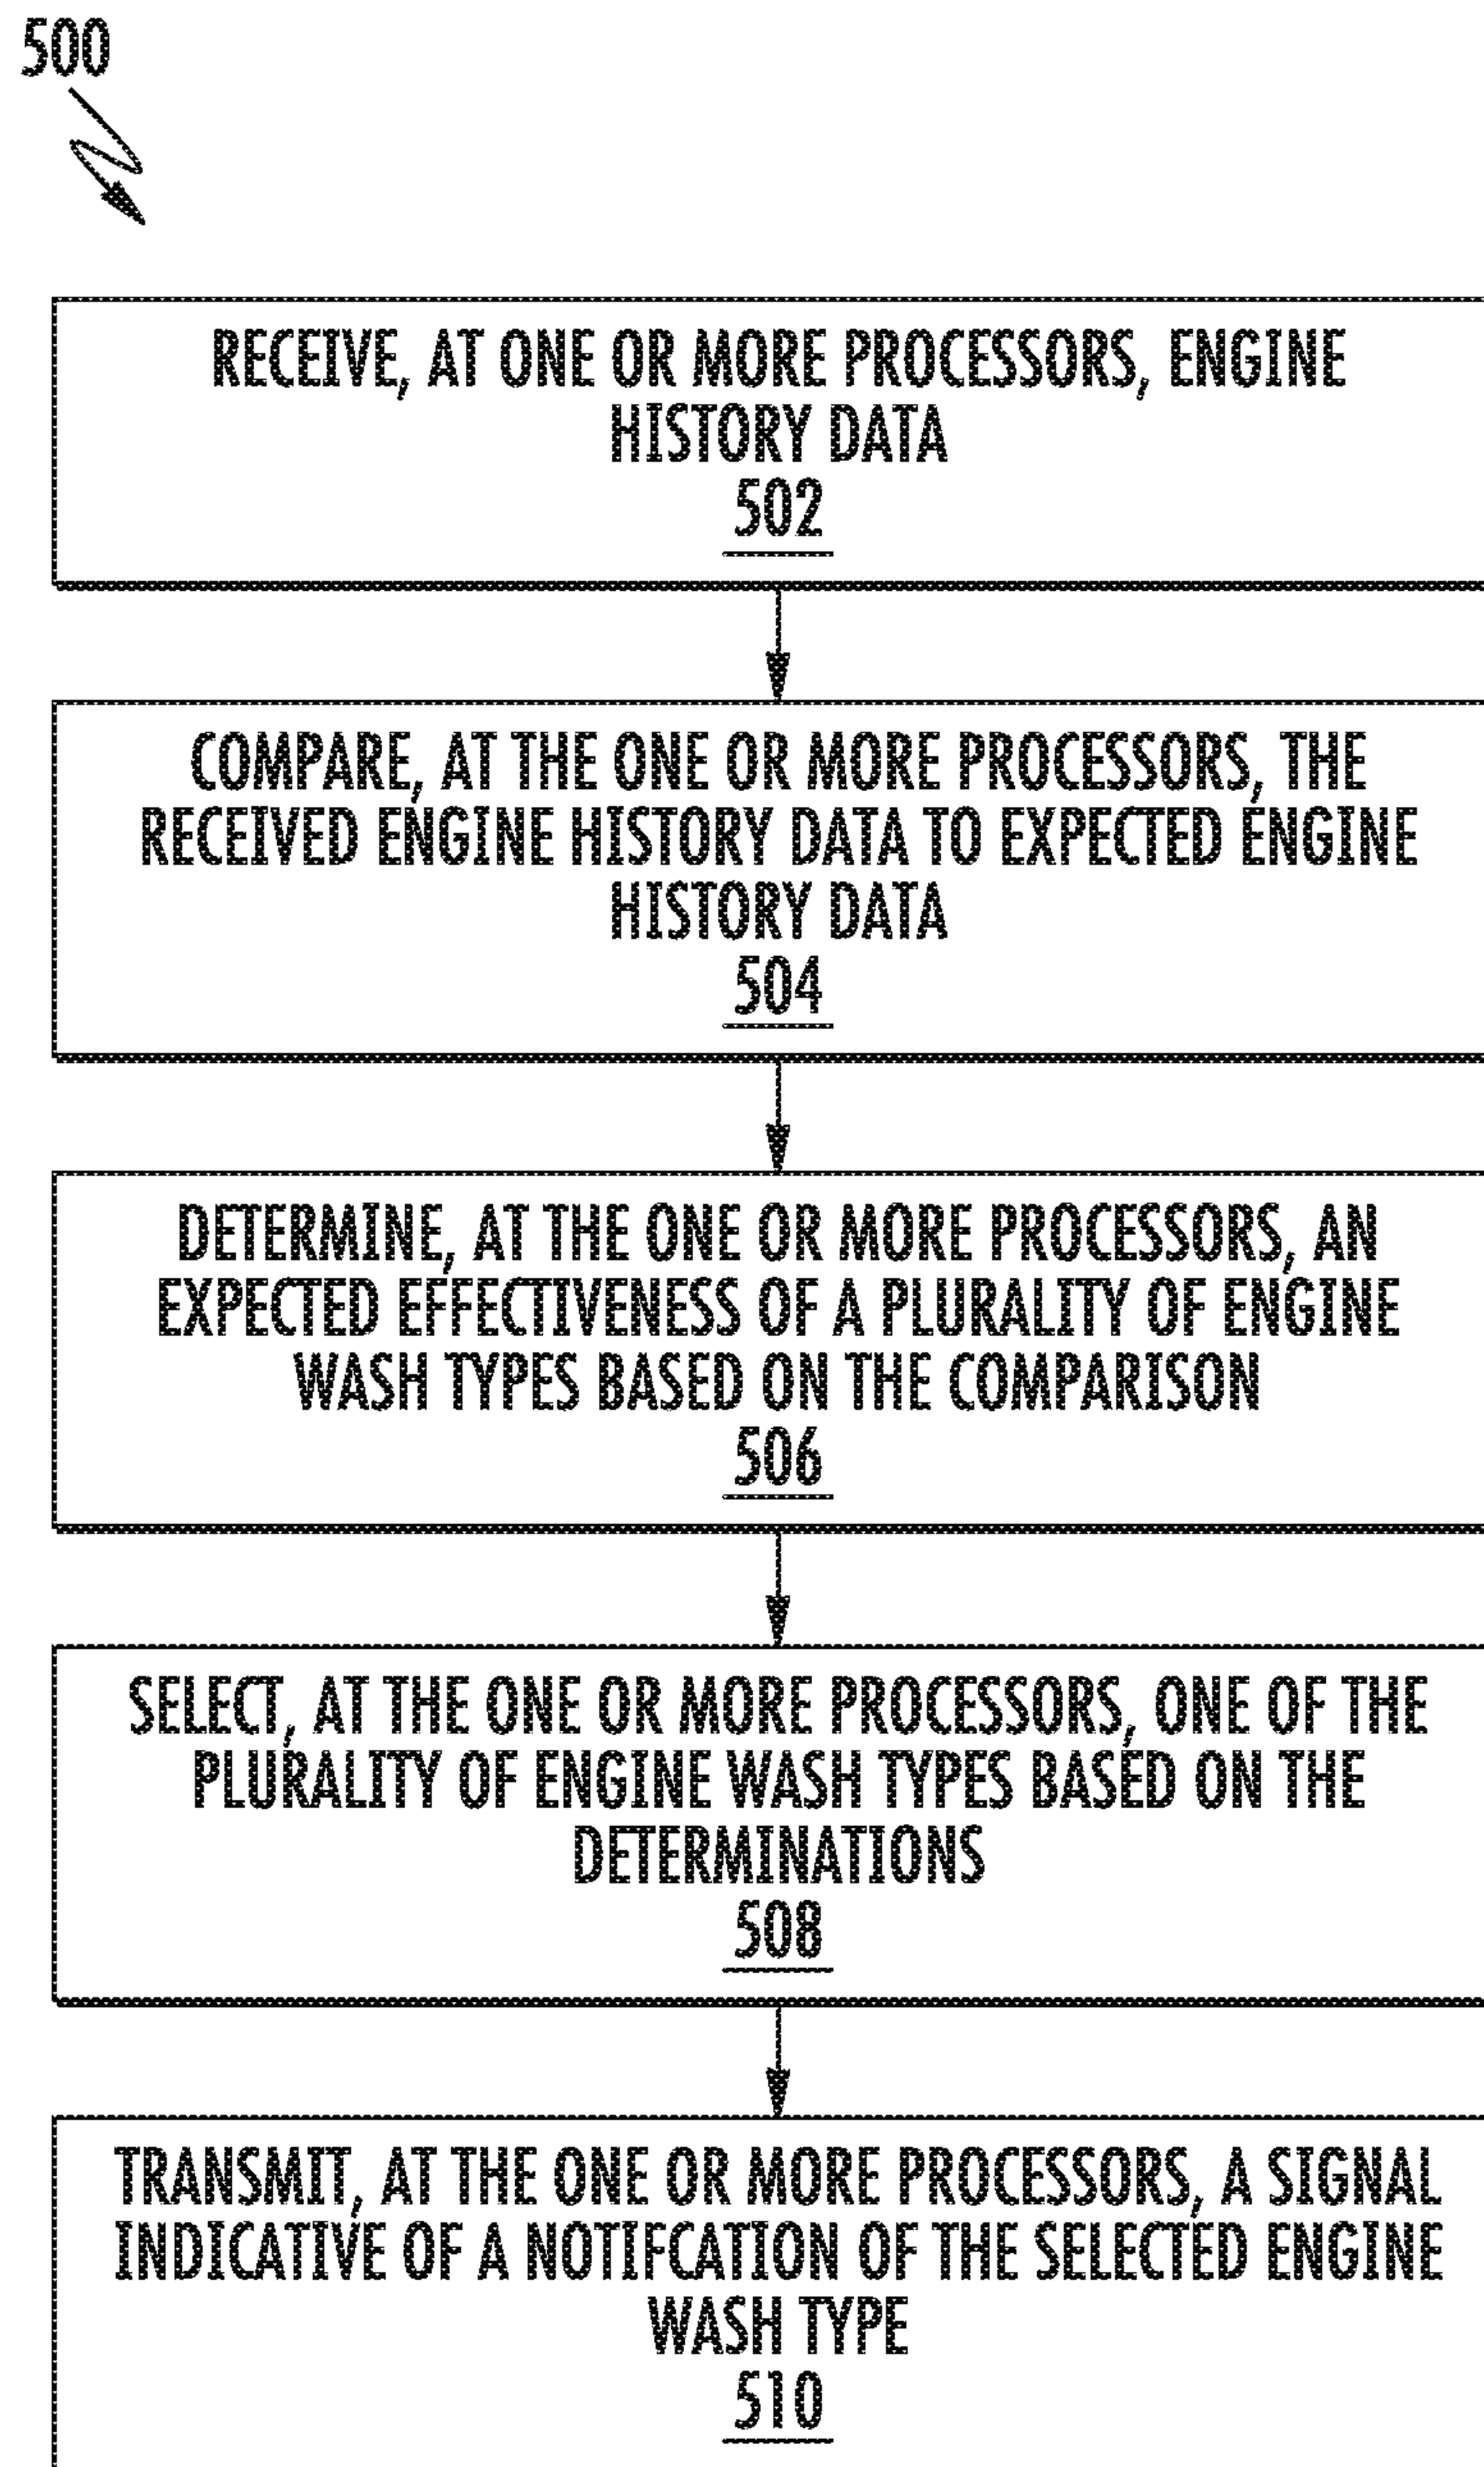 500
RECEIVE, AT ONE OR MORE PROCESSORS, ENGINE
HISTORY DATA
502
COMPARE, AT THE ONE OR MORE PROCESSORS, THE
RECEIVED ENGINE HISTORY DATA TO EXPECTED ENGINE
HISTORY DATA
504
DETERMINE, AT THE ONE OR MORE PROCESSORS, AN
EXPECTED EFFECTIVENESS OF A PLURALITY OF ENGINE
WASH TYPES BASED ON THE COMPARISON
506
SELECT, AT THE ONE OR MORE PROCESSORS, ONE OF THE
PLURALITY OF ENGINE WASH TYPES BASED ON THE
DETERMINATIONS
508
TRANSMIT, AT THE ONE OR MORE PROCESSORS, A SIGNAL
INDICATIVE OF A NOTIFCATION OF THE SELECTED ENGINE
WASH TYPE
510